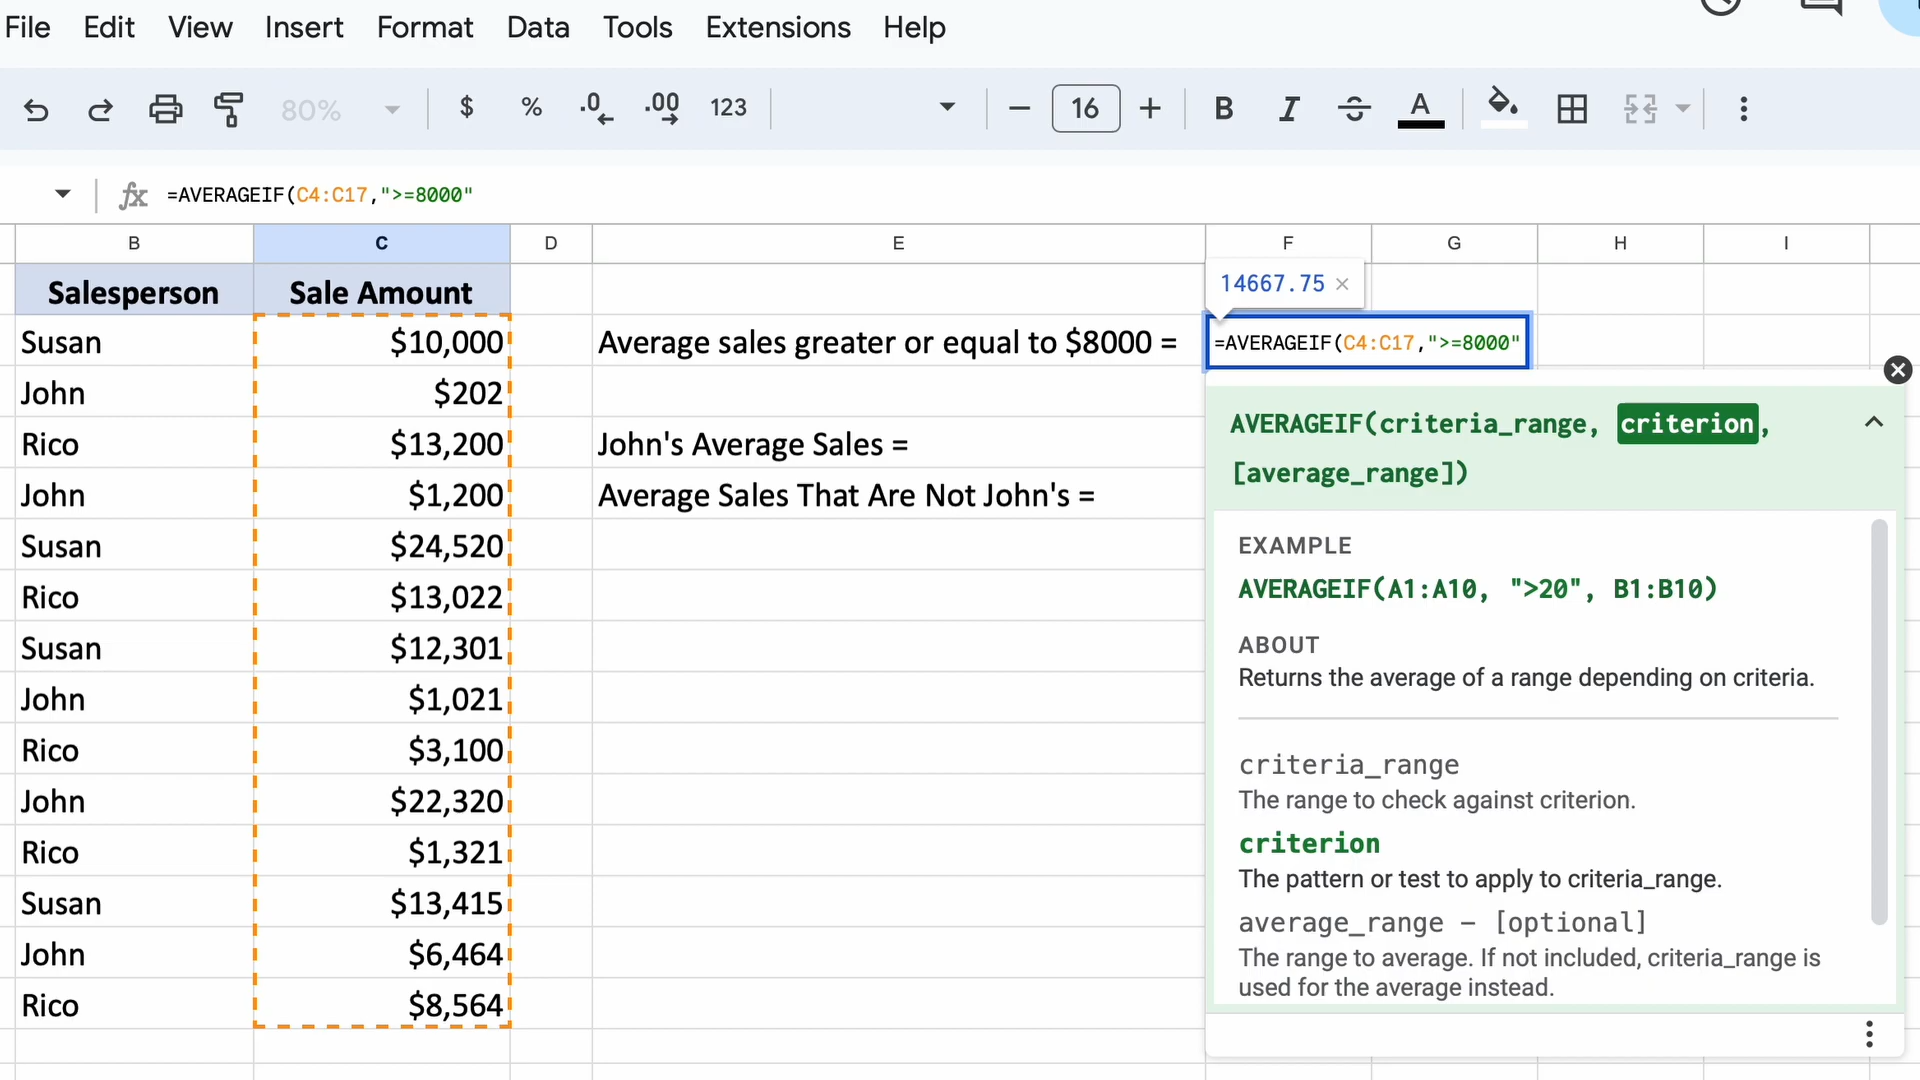 File Edit View Insert Format Data Tools Extensions Help
80% $ % .0 .00 123 16 B I A
fx =AVERAGEIF(C4:C17,">=8000"
B C D E F G H I
Salesperson Sale Amount
14667.75 ×
Susan $10,000 Average sales greater or equal to $8000 = =AVERAGEIF(C4:C17,">=8000"
John $202
Rico $13,200 John's Average Sales =
John $1,200 Average Sales That Are Not John's =
Susan $24,520
Rico $13,022
Susan $12,301
John $1,021
Rico $3,100
John $22,320
Rico $1,321
Susan $13,415
John $6,464
Rico $8,564
AVERAGEIF(criteria_range, criterion,
[average_range])
EXAMPLE
AVERAGEIF(A1:A10, ">20", B1:B10)
ABOUT
Returns the average of a range depending on criteria.
criteria_range
The range to check against criterion.
criterion
The pattern or test to apply to criteria_range.
average_range – [optional]
The range to average. If not included, criteria_range is
used for the average instead.